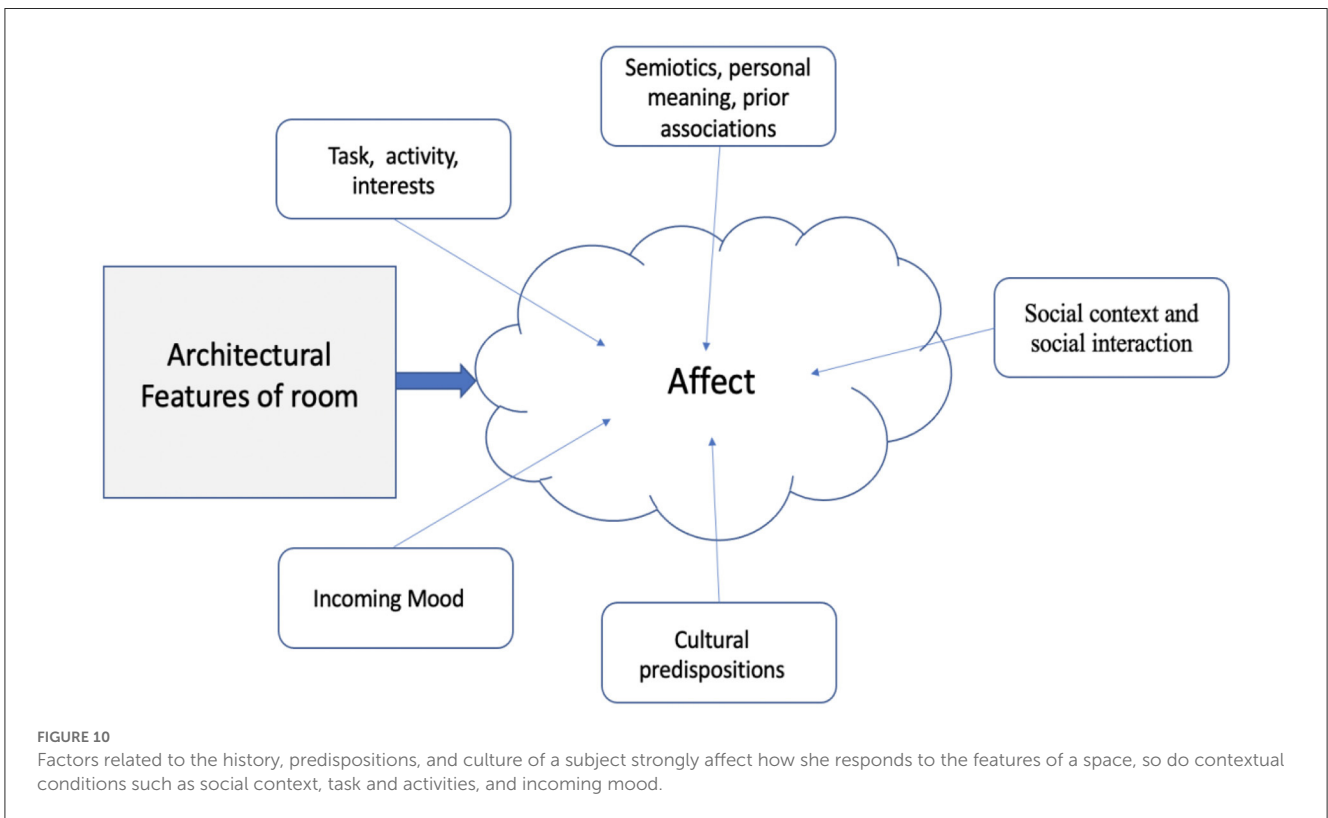 Semiotics, personal
meaning, prior
associations
Task, activity,
interests
Architectural
Features of room
Affect
Social context and
social interaction
Incoming Mood
Cultural
predispositions
FIGURE 10
Factors related to the history, predispositions, and culture of a subject strongly affect how she responds to the features of a space, so do contextual
conditions such as social context, task and activities, and incoming mood.